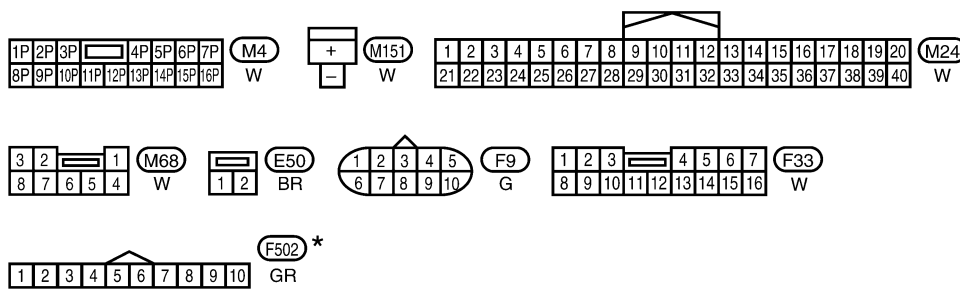 1P 2P 3P 4P 5P 6P 7P M4
8P 9P 10P 11P 12P 13P 14P 15P 16P W
+ M151
− W
1 2 3 4 5 6 7 8 9 10 11 12 13 14 15 16 17 18 19 20 M24
21 22 23 24 25 26 27 28 29 30 31 32 33 34 35 36 37 38 39 40 W
3 2 1 M68
8 7 6 5 4 W
E50
1 2 BR
1 2 3 4 5 F9
6 7 8 9 10 G
1 2 3 4 5 6 7 F33
8 9 10 11 12 13 14 15 16 W
F502 *
1 2 3 4 5 6 7 8 9 10 GR